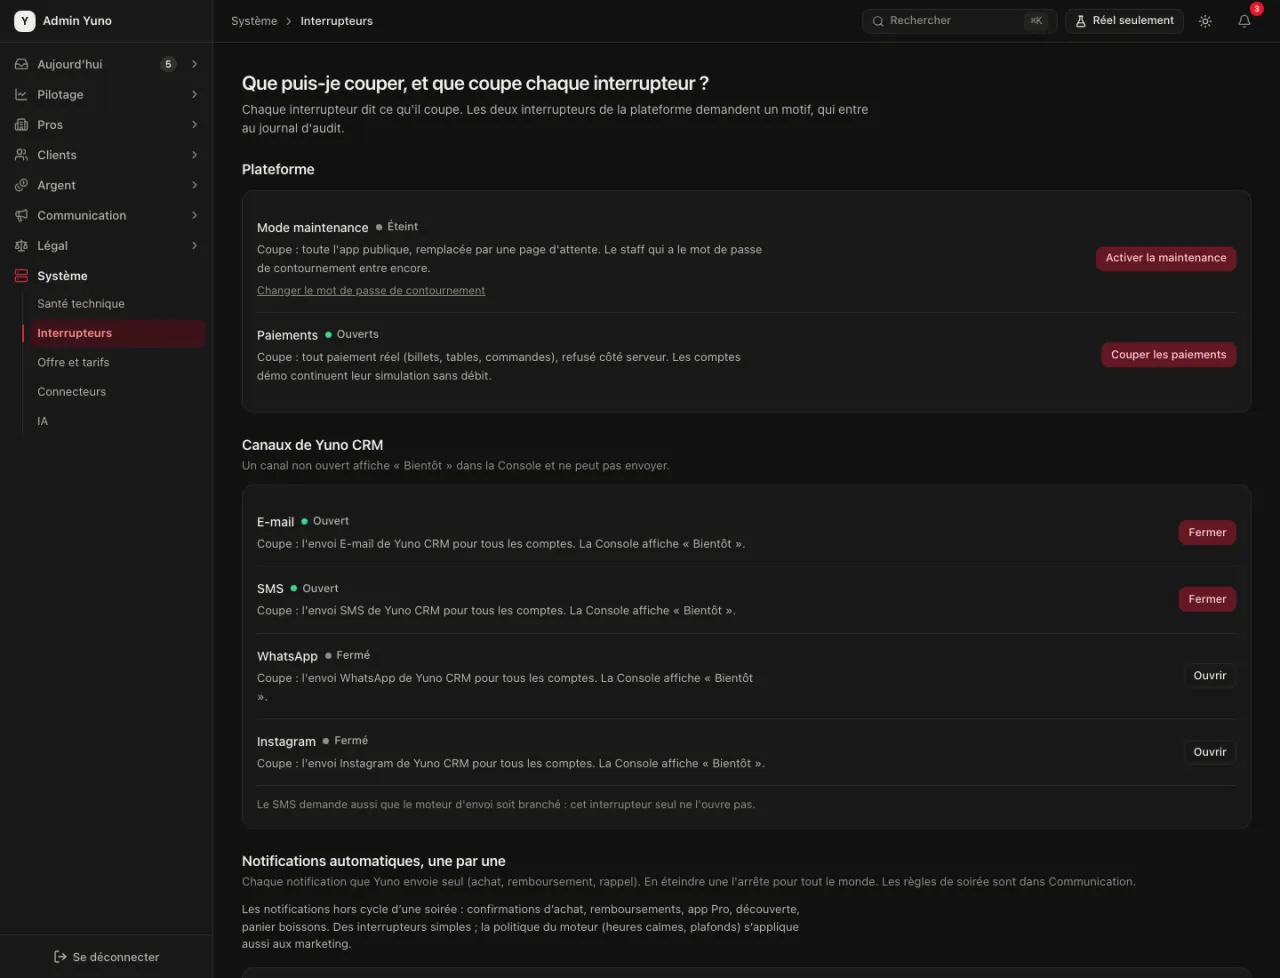 Y Admin Yuno
Système > Interrupteurs
Rechercher ⌘K
Réel seulement
3
Aujourd'hui 5
Pilotage
Pros
Clients
Argent
Communication
Légal
Système
Santé technique
Interrupteurs
Offre et tarifs
Connecteurs
IA
Se déconnecter
Que puis-je couper, et que coupe chaque interrupteur ?
Chaque interrupteur dit ce qu'il coupe. Les deux interrupteurs de la plateforme demandent un motif, qui entre
au journal d'audit.
Plateforme
Mode maintenance Éteint
Coupe : toute l'app publique, remplacée par une page d'attente. Le staff qui a le mot de passe
de contournement entre encore.
Changer le mot de passe de contournement
Activer la maintenance
Paiements Ouverts
Coupe : tout paiement réel (billets, tables, commandes), refusé côté serveur. Les comptes
démo continuent leur simulation sans débit.
Couper les paiements
Canaux de Yuno CRM
Un canal non ouvert affiche « Bientôt » dans la Console et ne peut pas envoyer.
E-mail Ouvert
Coupe : l'envoi E-mail de Yuno CRM pour tous les comptes. La Console affiche « Bientôt ».
Fermer
SMS Ouvert
Coupe : l'envoi SMS de Yuno CRM pour tous les comptes. La Console affiche « Bientôt ».
Fermer
WhatsApp Fermé
Coupe : l'envoi WhatsApp de Yuno CRM pour tous les comptes. La Console affiche « Bientôt
».
Ouvrir
Instagram Fermé
Coupe : l'envoi Instagram de Yuno CRM pour tous les comptes. La Console affiche « Bientôt ».
Ouvrir
Le SMS demande aussi que le moteur d'envoi soit branché : cet interrupteur seul ne l'ouvre pas.
Notifications automatiques, une par une
Chaque notification que Yuno envoie seul (achat, remboursement, rappel). En éteindre une l'arrête pour tout le monde. Les règles de soirée sont dans Communication.
Les notifications hors cycle d'une soirée : confirmations d'achat, remboursements, app Pro, découverte,
panier boissons. Des interrupteurs simples ; la politique du moteur (heures calmes, plafonds) s'applique
aussi aux marketing.